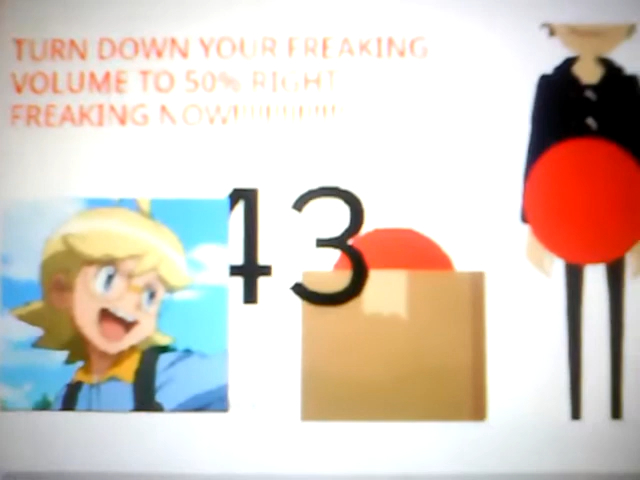 TURN DOWN YOUR FREAKING
VOLUME TO 50% RIGHT
FREAKING NOW!!!!!!!!!!
43